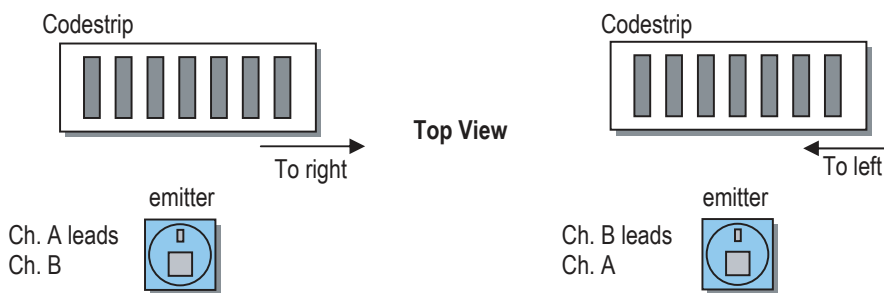 Codestrip
To right
emitter
Ch. A leads
Ch. B
Top View
Codestrip
To left
emitter
Ch. B leads
Ch. A